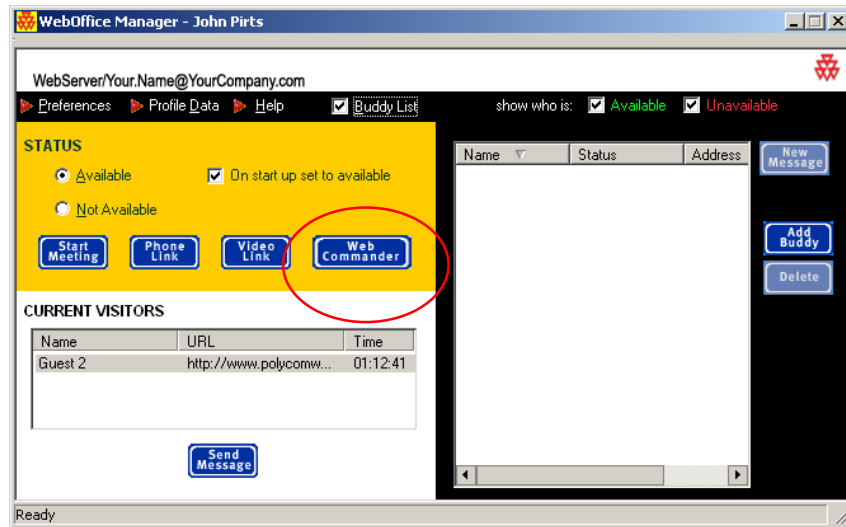 WebOffice Manager - John Pirts
WebServer/Your.Name@YourCompany.com
Preferences Profile Data Help Buddy List show who is: Available Unavailable
STATUS
Available On start up set to available
Not Available
Start Meeting Phone Link Video Link Web Commander
CURRENT VISITORS
Name URL Time
Guest 2 http://www.polycomw... 01:12:41
Send Message
Name Status Address
New Message
Add Buddy
Delete
Ready